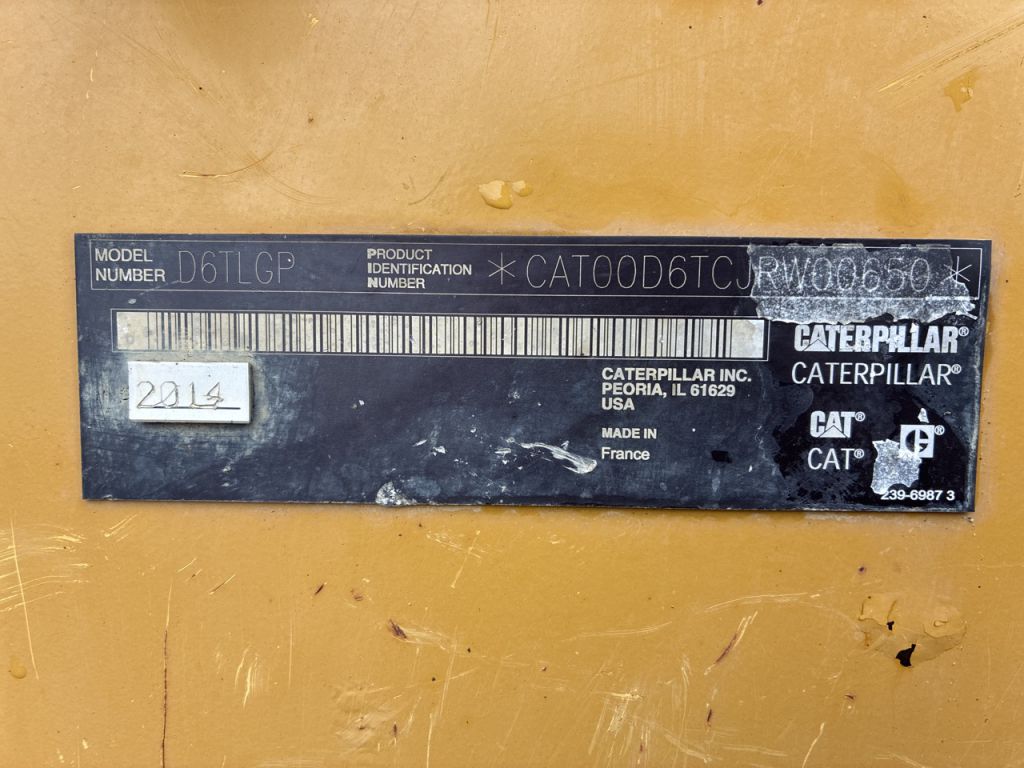 MODEL NUMBER D6TLGP
PRODUCT IDENTIFICATION NUMBER *CAT00D6TCJRW00650*
2014
CATERPILLAR INC.
PEORIA, IL 61629
USA
MADE IN
France
CATERPILLAR®
CATERPILLAR®
CAT®
CAT®
®
239-6987 3